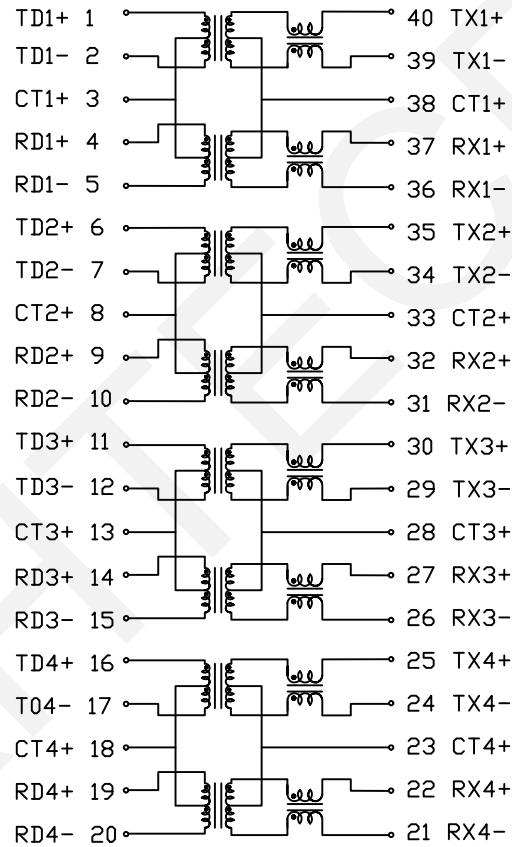 TD1+ 1 40 TX1+
TD1- 2 39 TX1-
CT1+ 3 38 CT1+
RD1+ 4 37 RX1+
RD1- 5 36 RX1-
TD2+ 6 35 TX2+
TD2- 7 34 TX2-
CT2+ 8 33 CT2+
RD2+ 9 32 RX2+
RD2- 10 31 RX2-
TD3+ 11 30 TX3+
TD3- 12 29 TX3-
CT3+ 13 28 CT3+
RD3+ 14 27 RX3+
RD3- 15 26 RX3-
TD4+ 16 25 TX4+
T04- 17 24 TX4-
CT4+ 18 23 CT4+
RD4+ 19 22 RX4+
RD4- 20 21 RX4-